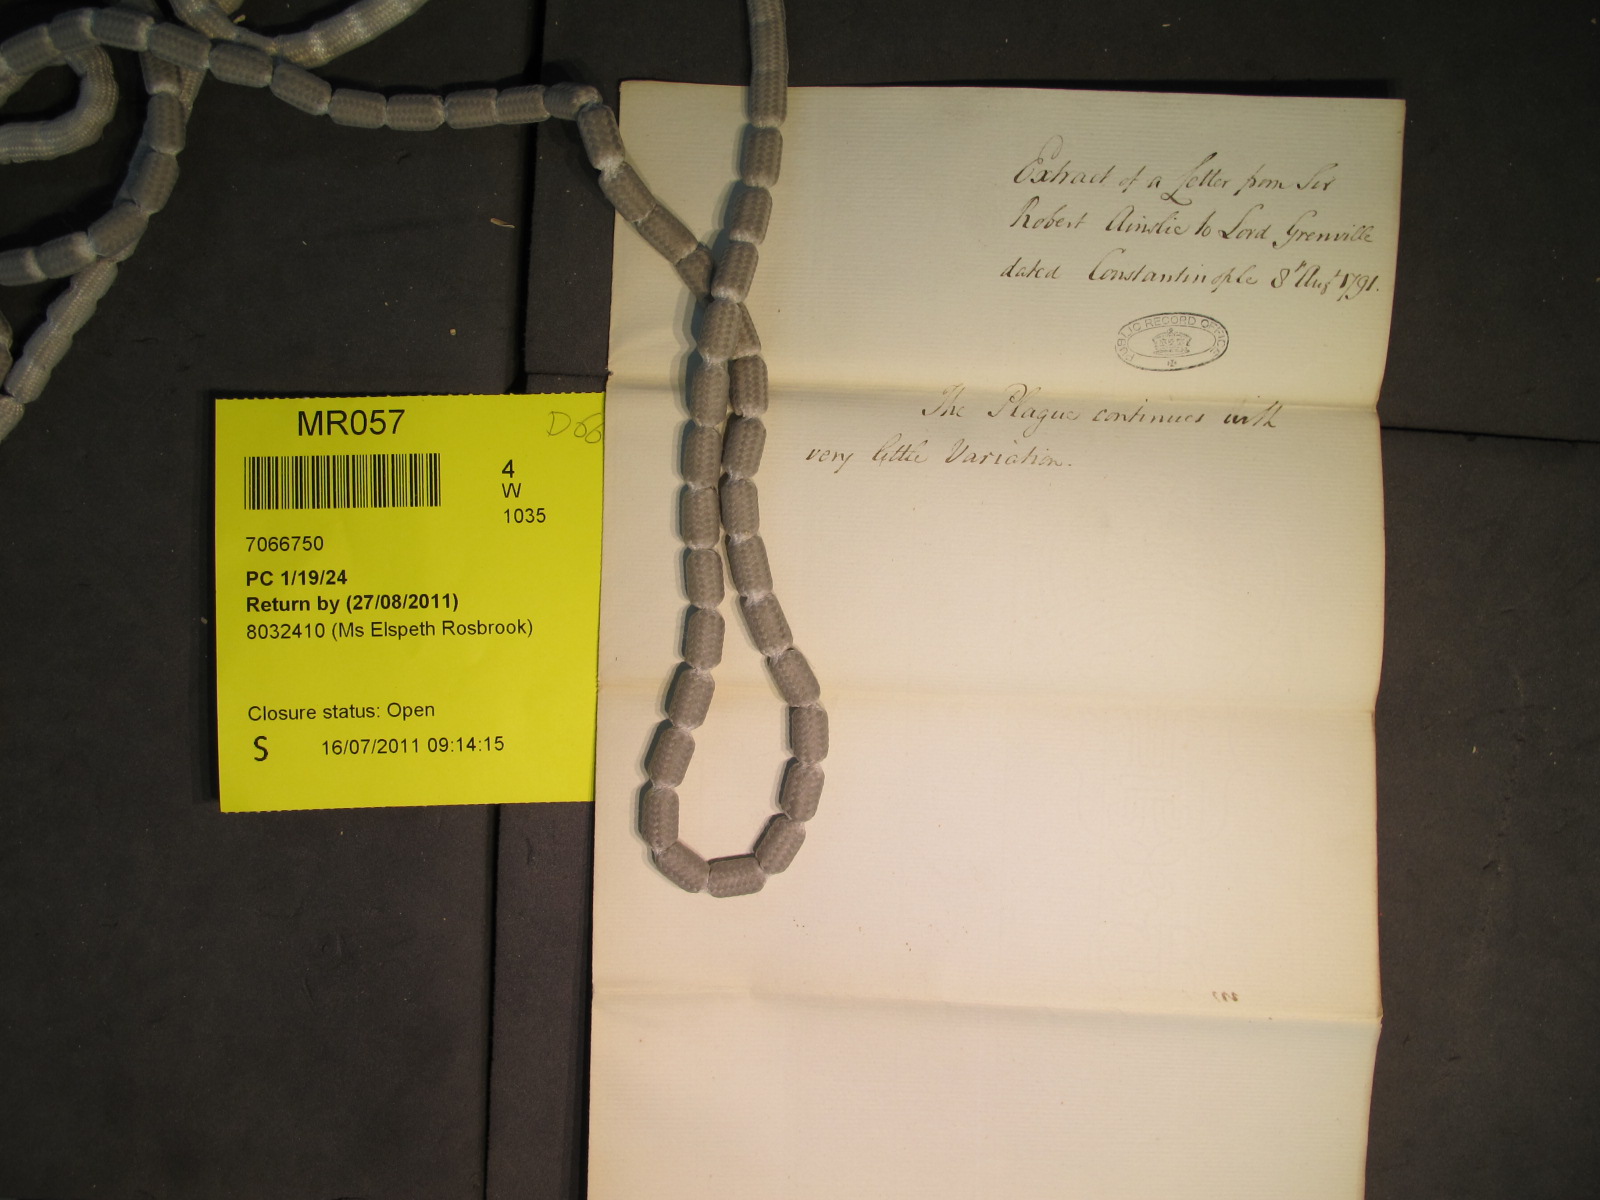 Extract of a Letter from Sir
Robert Ainslie to Lord Grenville
dated Constantinople 8th Augt 1791.
PUBLIC RECORD OFFICE
The Plague continues with
very little Variation.
MR057
D66
4
W
1035
7066750
PC 1/19/24
Return by (27/08/2011)
8032410 (Ms Elspeth Rosbrook)
Closure status: Open
S 16/07/2011 09:14:15